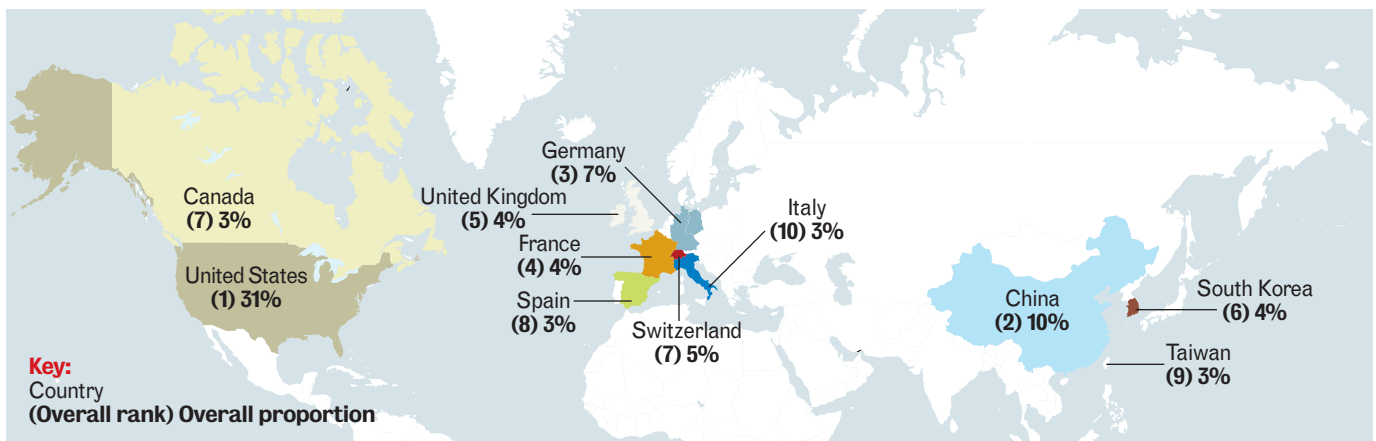 Canada
(7) 3%
United States
(1) 31%
Germany
(3) 7%
United Kingdom
(5) 4%
France
(4) 4%
Spain
(8) 3%
Switzerland
(7) 5%
Italy
(10) 3%
China
(2) 10%
South Korea
(6) 4%
Taiwan
(9) 3%
Key:
Country
(Overall rank) Overall proportion